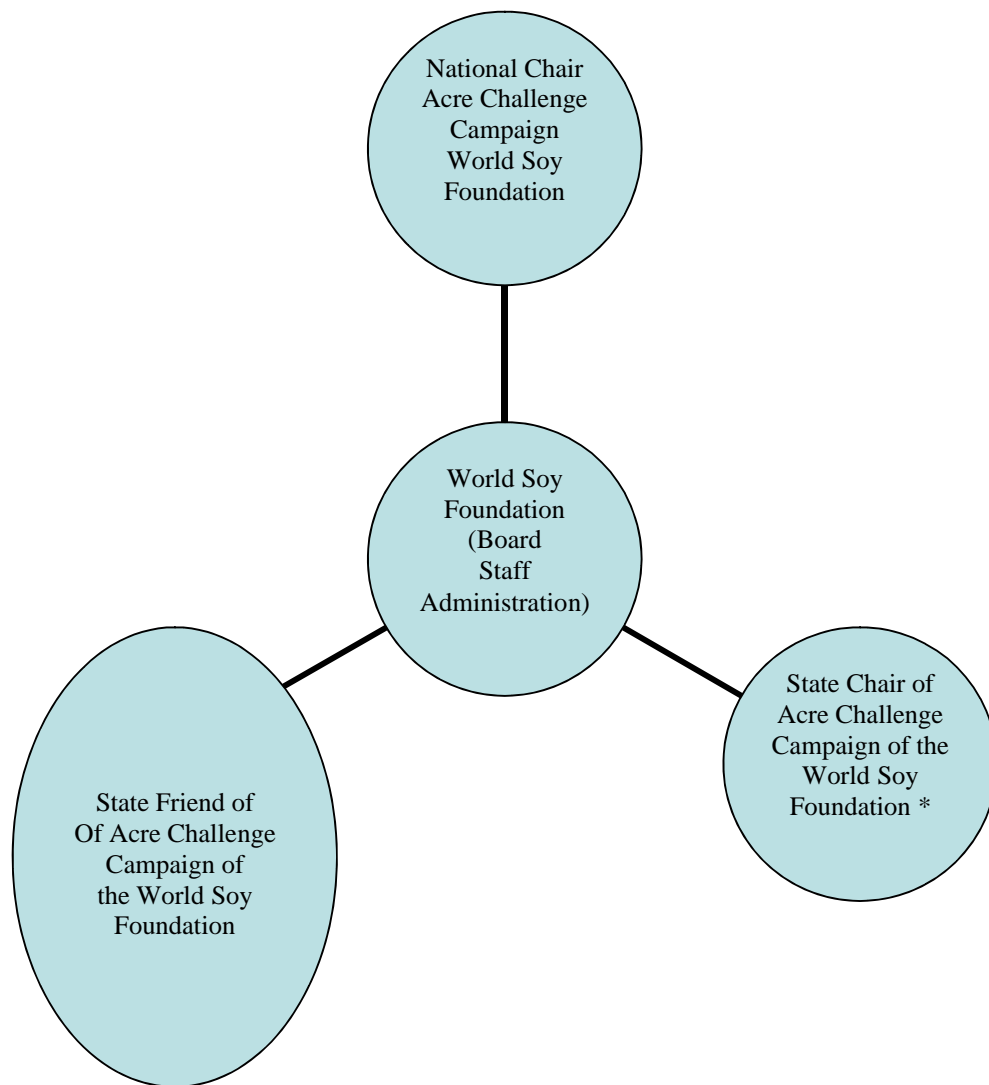 National Chair
Acre Challenge
Campaign
World Soy
Foundation
World Soy
Foundation
(Board
Staff
Administration)
State Friend of
Of Acre Challenge
Campaign of
the World Soy
Foundation
State Chair of
Acre Challenge
Campaign of the
World Soy
Foundation *